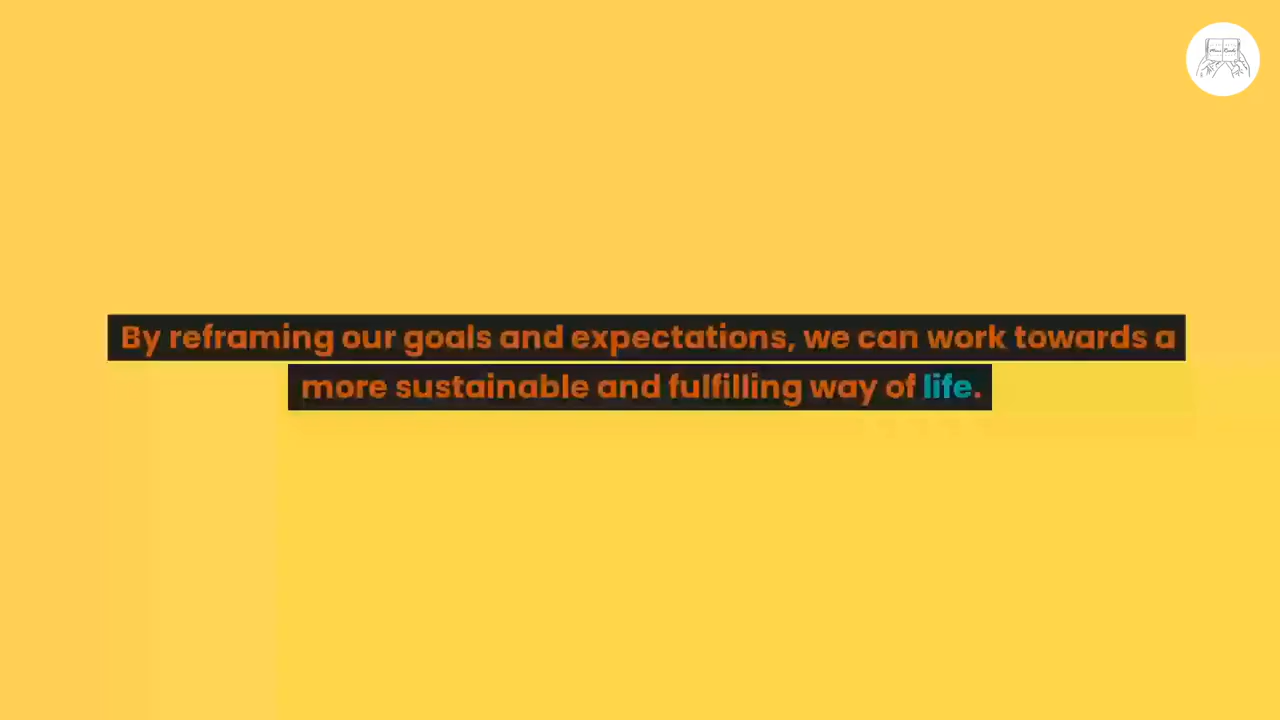 By reframing our goals and expectations, we can work towards a
more sustainable and fulfilling way of life.